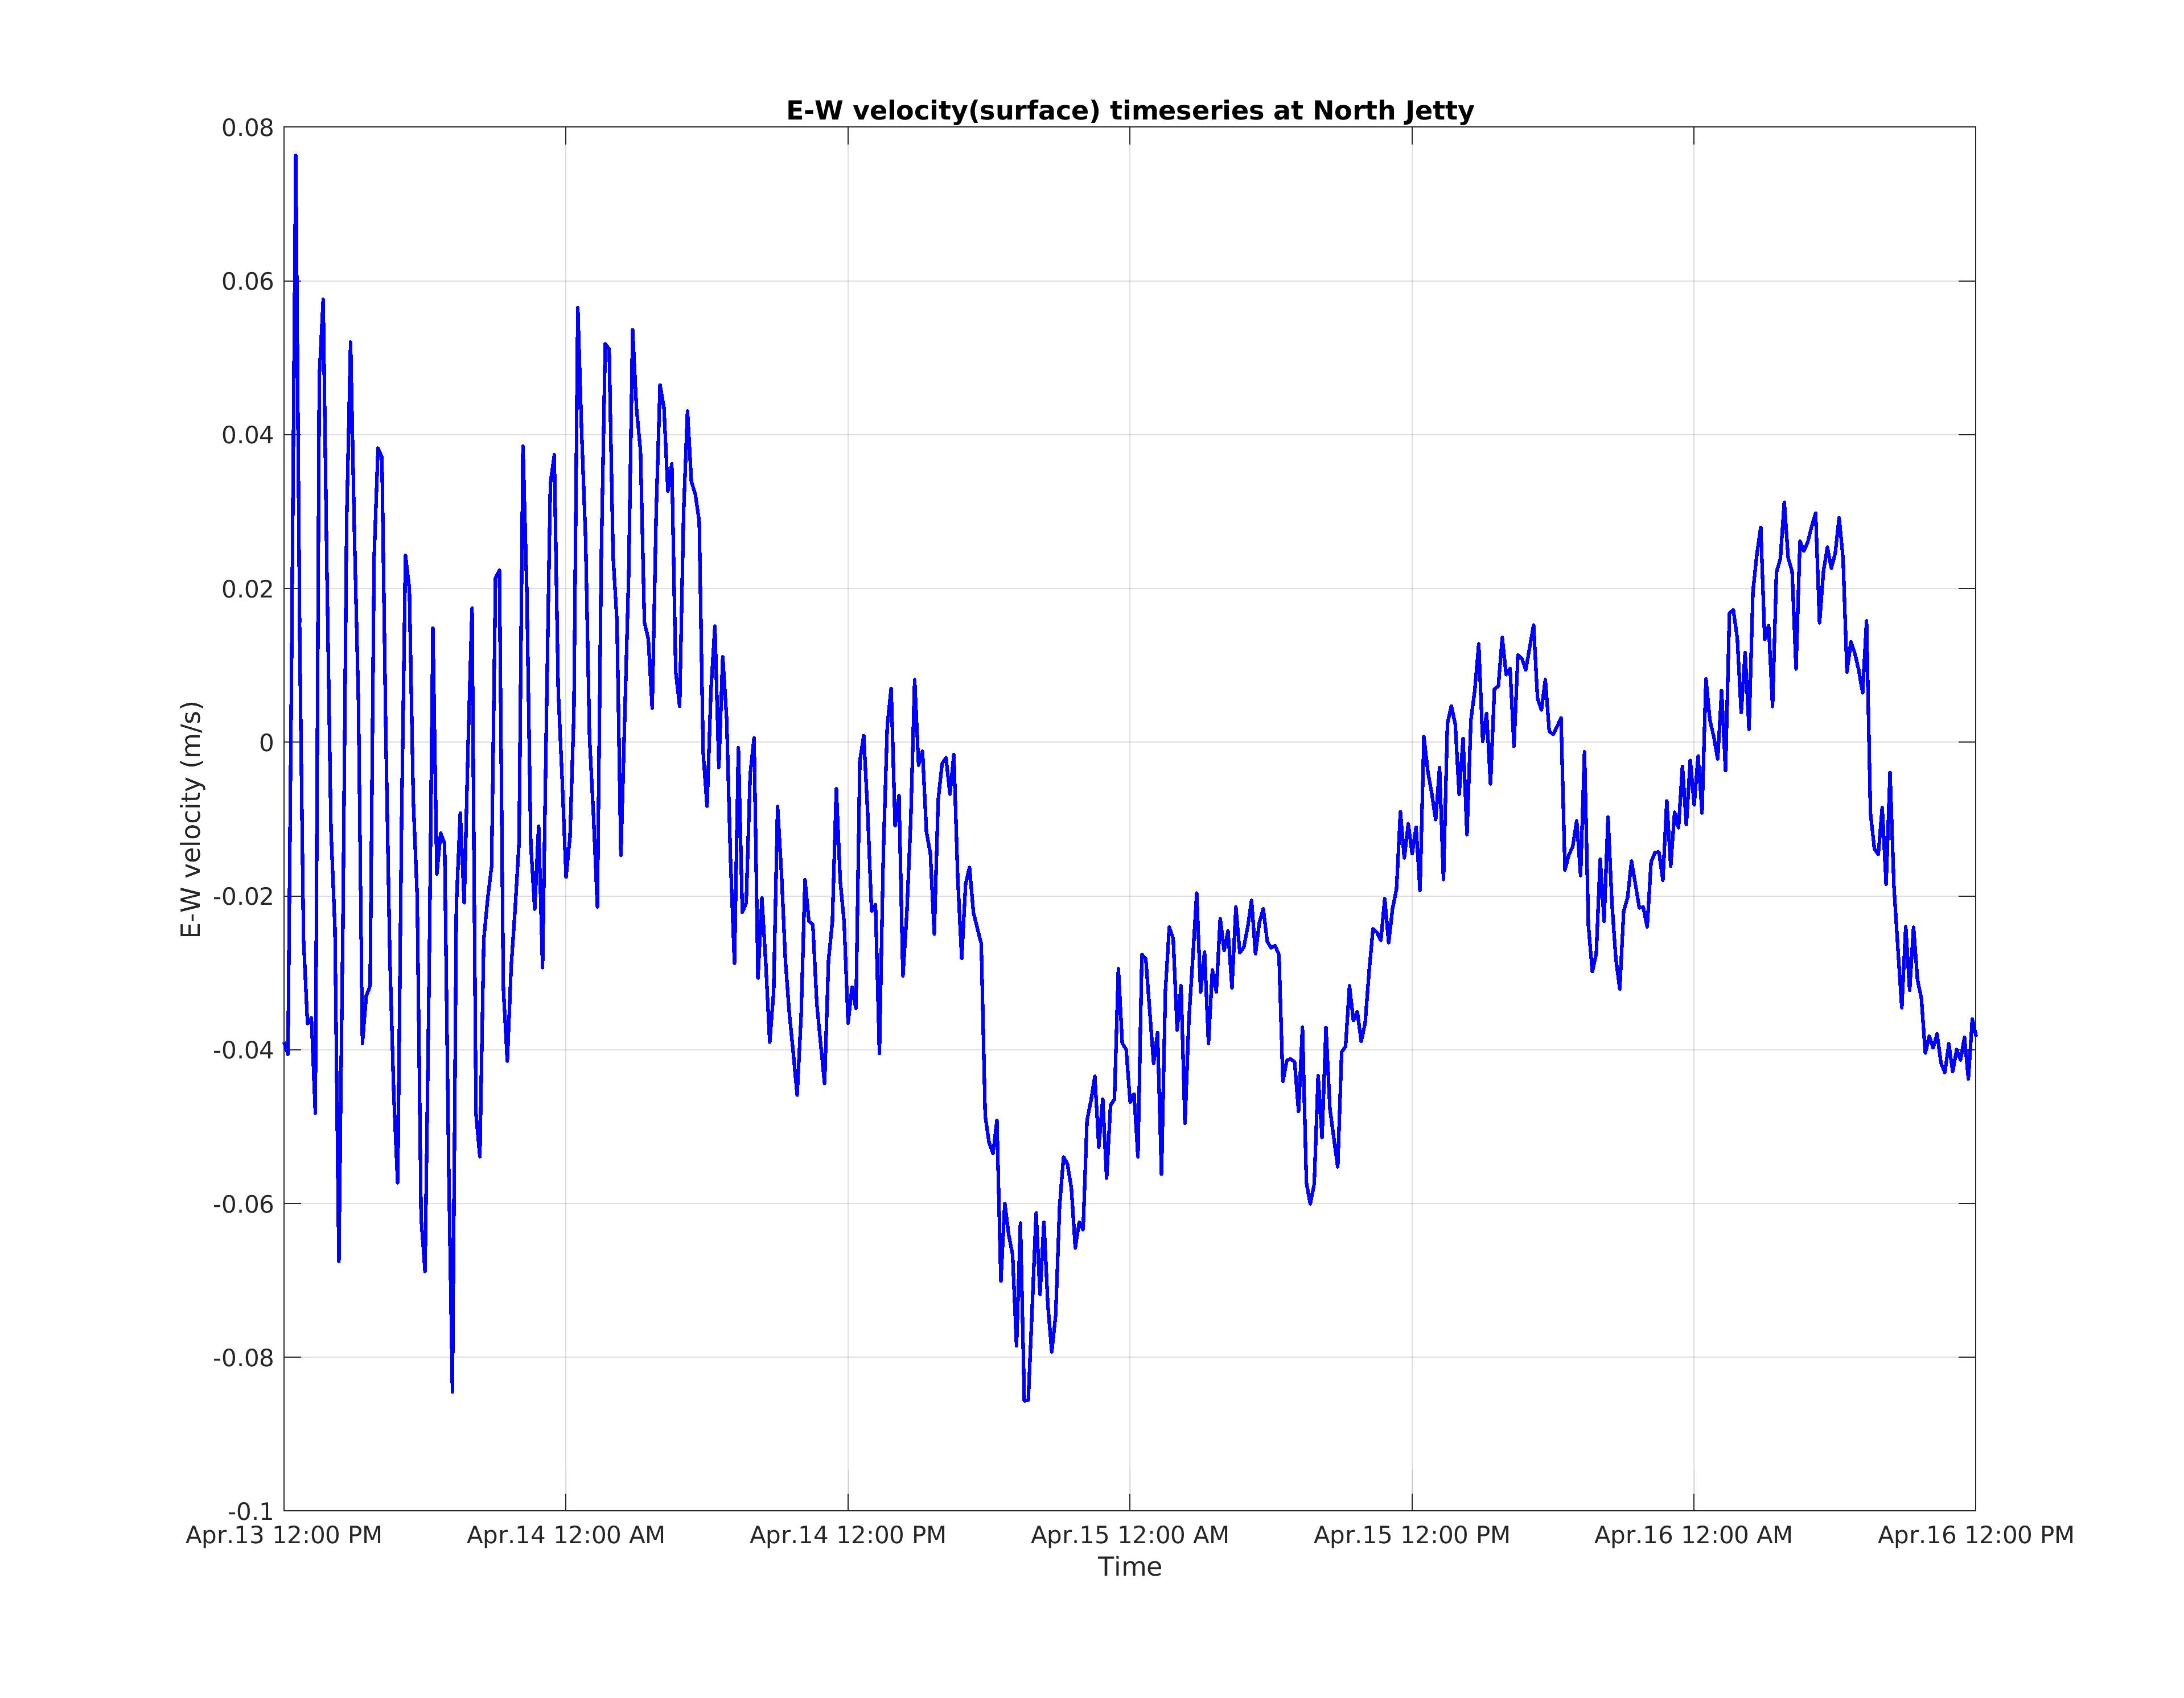 E-W velocity(surface) timeseries at North Jetty
0.08
0.06
0.04
0.02
0
-0.02
-0.04
-0.06
-0.08
-0.1
E-W velocity (m/s)
Apr.13 12:00 PM Apr.14 12:00 AM Apr.14 12:00 PM Apr.15 12:00 AM Apr.15 12:00 PM Apr.16 12:00 AM Apr.16 12:00 PM
Time